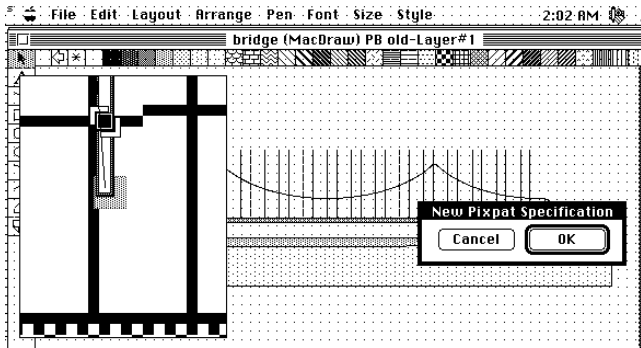 File Edit Layout Arrange Pen Font Size Style 2:02 AM
bridge (MacDraw) PB old-Layer#1
New Pixpat Specification
Cancel OK